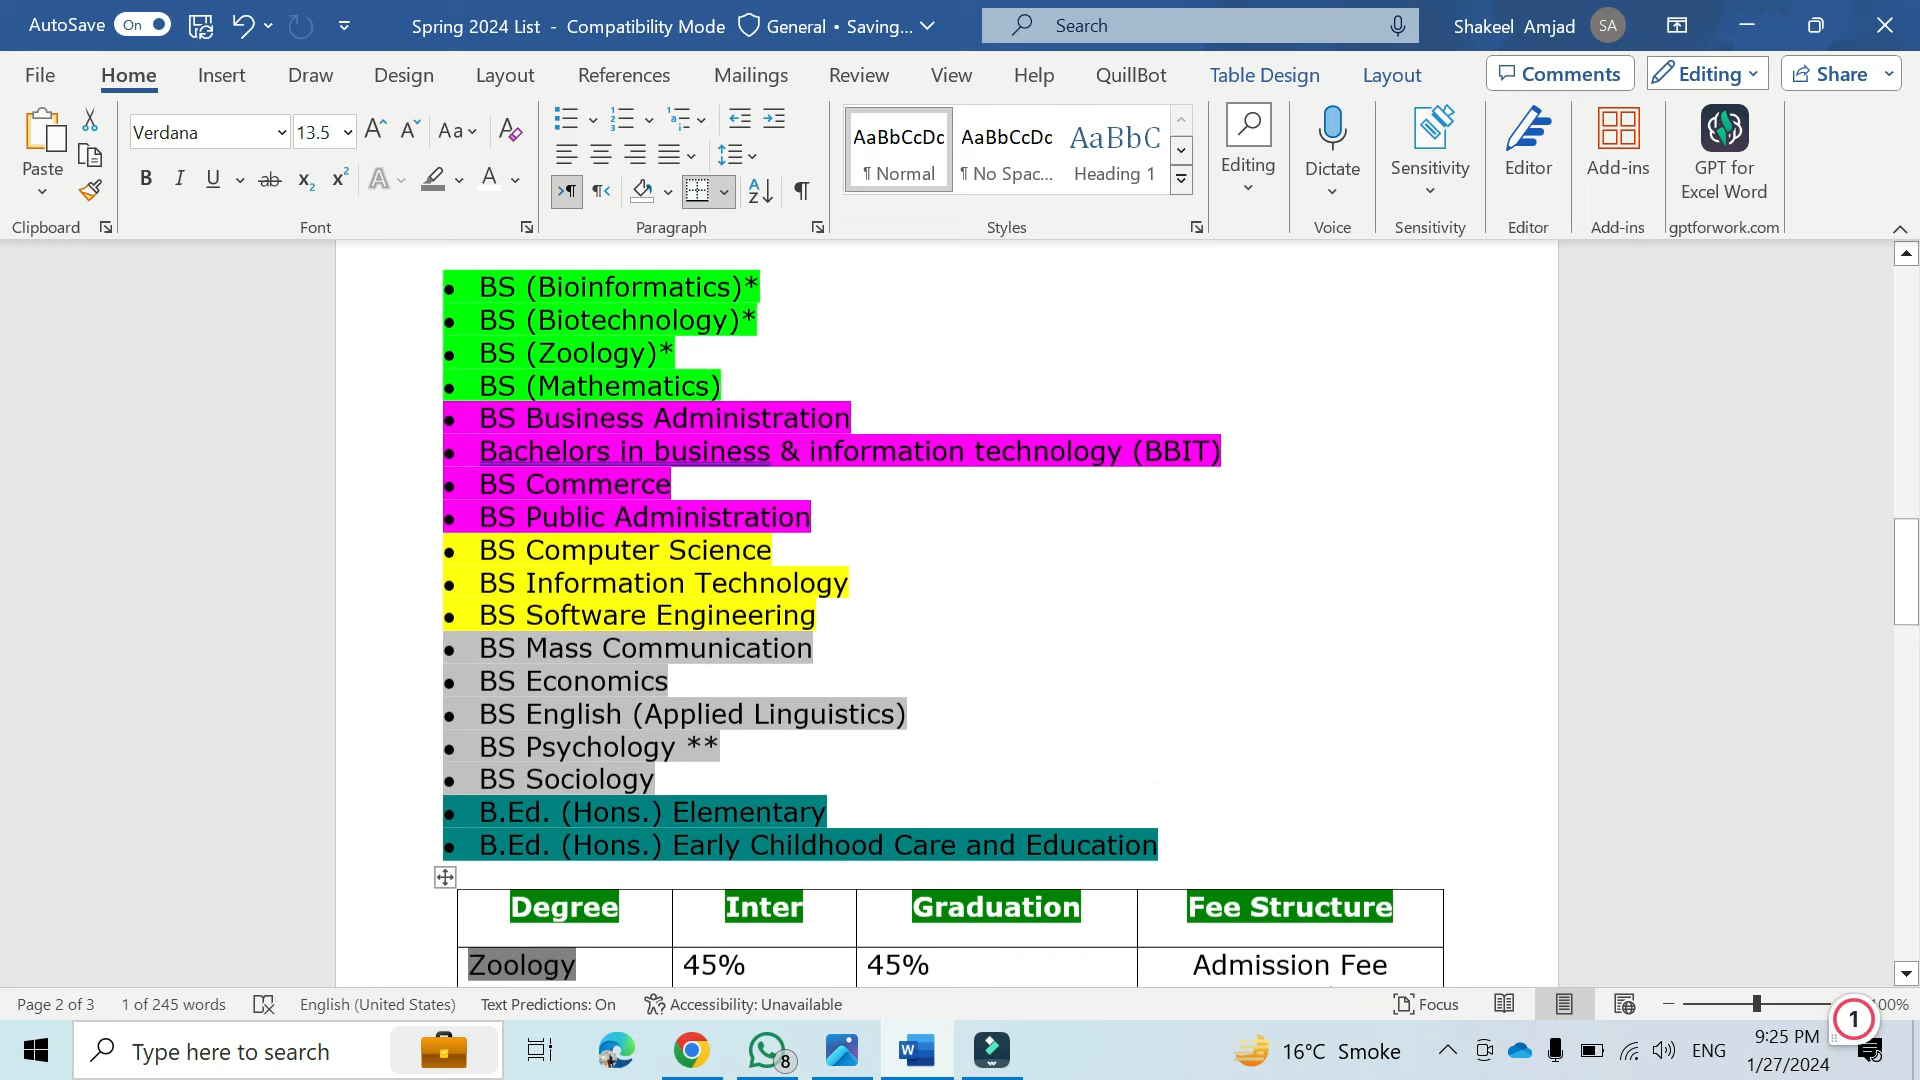 AutoSave On Spring 2024 List - Compatibility Mode General • Saving... Search Shakeel Amjad SA
File Home Insert Draw Design Layout References Mailings Review View Help QuillBot Table Design Layout Comments Editing Share
Verdana 13.5 Aa
Paste
B I U ab x₂ x² A A
AaBbCcDc AaBbCcDc AaBbC
¶ Normal ¶ No Spac... Heading 1
Editing Dictate Sensitivity Editor Add-ins GPT for
Excel Word
Clipboard Font Paragraph Styles Voice Sensitivity Editor Add-ins gptforwork.com
• BS (Bioinformatics)*
• BS (Biotechnology)*
• BS (Zoology)*
• BS (Mathematics)
• BS Business Administration
• Bachelors in business & information technology (BBIT)
• BS Commerce
• BS Public Administration
• BS Computer Science
• BS Information Technology
• BS Software Engineering
• BS Mass Communication
• BS Economics
• BS English (Applied Linguistics)
• BS Psychology **
• BS Sociology
• B.Ed. (Hons.) Elementary
• B.Ed. (Hons.) Early Childhood Care and Education
Degree Inter Graduation Fee Structure
Zoology 45% 45% Admission Fee
Page 2 of 3 1 of 245 words English (United States) Text Predictions: On Accessibility: Unavailable Focus 00%
1
Type here to search 8 16°C Smoke ENG 9:25 PM
1/27/2024